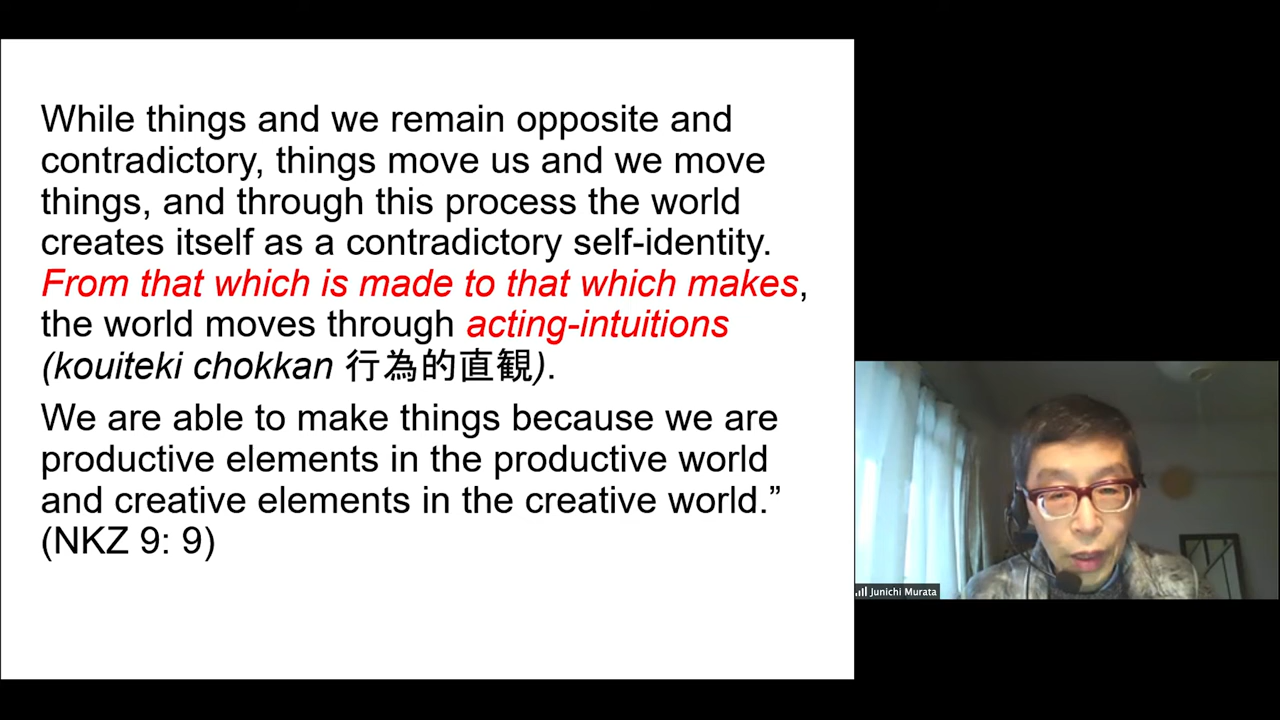 While things and we remain opposite and
contradictory, things move us and we move
things, and through this process the world
creates itself as a contradictory self-identity.
From that which is made to that which makes,
the world moves through acting-intuitions
(kouiteki chokkan 行為的直観).
We are able to make things because we are
productive elements in the productive world
and creative elements in the creative world.”
(NKZ 9: 9)
Junichi Murata